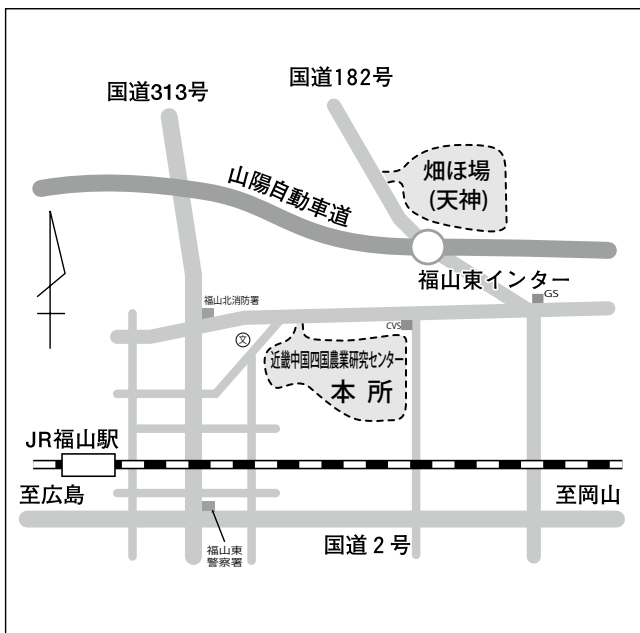 国道182号
国道313号
畑ほ場
(天神)
山陽自動車道
福山東インター
GS
福山北消防署
CVS
文
近畿中国四国農業研究センター
本 所
JR福山駅
至広島
至岡山
国道2号
福山東
警察署